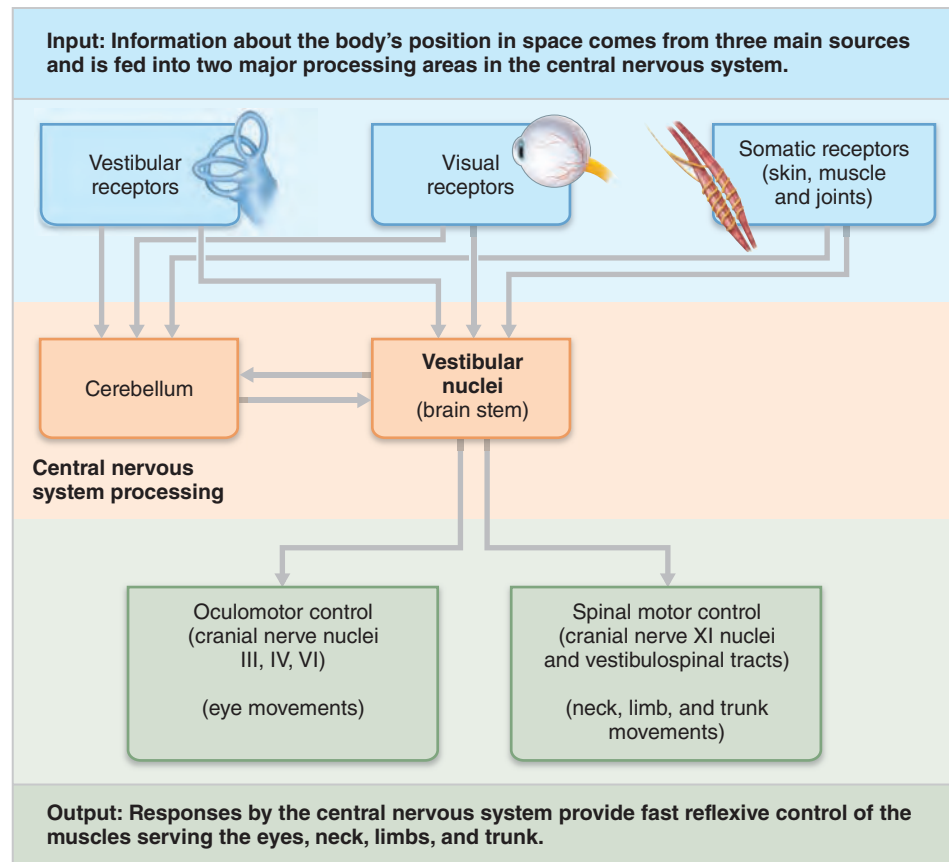 Input: Information about the body’s position in space comes from three main sources
and is fed into two major processing areas in the central nervous system.
Vestibular
receptors
Visual
receptors
Somatic receptors
(skin, muscle
and joints)
Cerebellum
Vestibular
nuclei
(brain stem)
Central nervous
system processing
Oculomotor control
(cranial nerve nuclei
III, IV, VI)
(eye movements)
Spinal motor control
(cranial nerve XI nuclei
and vestibulospinal tracts)
(neck, limb, and trunk
movements)
Output: Responses by the central nervous system provide fast reflexive control of the
muscles serving the eyes, neck, limbs, and trunk.